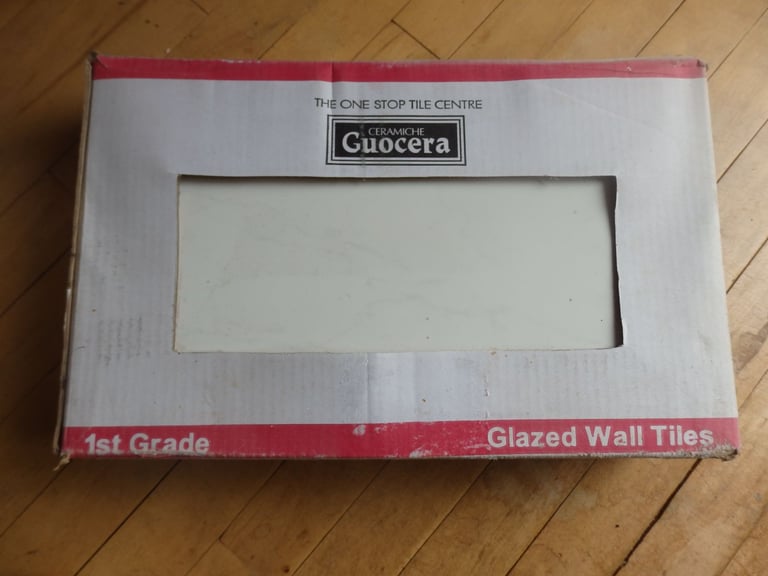 THE ONE STOP TILE CENTRE
CERAMICHE
Guocera
1st Grade
Glazed Wall Tiles